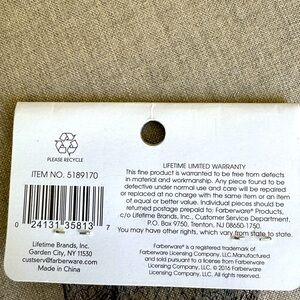 PLEASE RECYCLE
ITEM NO. 5189170
0 24131 35813 7
Lifetime Brands, Inc.
Garden City, NY 11530
custserv@farberware.com
Made in China
LIFETIME LIMITED WARRANTY
This fine product is warranted to be free from defects
in material and workmanship. Any piece found to be
defective under normal use and care will be repaired
or replaced at no charge with the same item or an item
of equal or better value. Individual pieces should be
returned postage prepaid to: Farberware® Products,
c/o Lifetime Brands, Inc., Customer Service Department,
P.O. Box 9750, Trenton, NJ 08650-1750.
You may have other rights, which vary from state to state.
Farberware® is a registered trademark of
Farberware Licensing Company, LLC. Manufactured
and sold pursuant to a license from Farberware
Licensing Company, LLC. © 2016 Farberware
Licensing Company, LLC. All rights reserved.